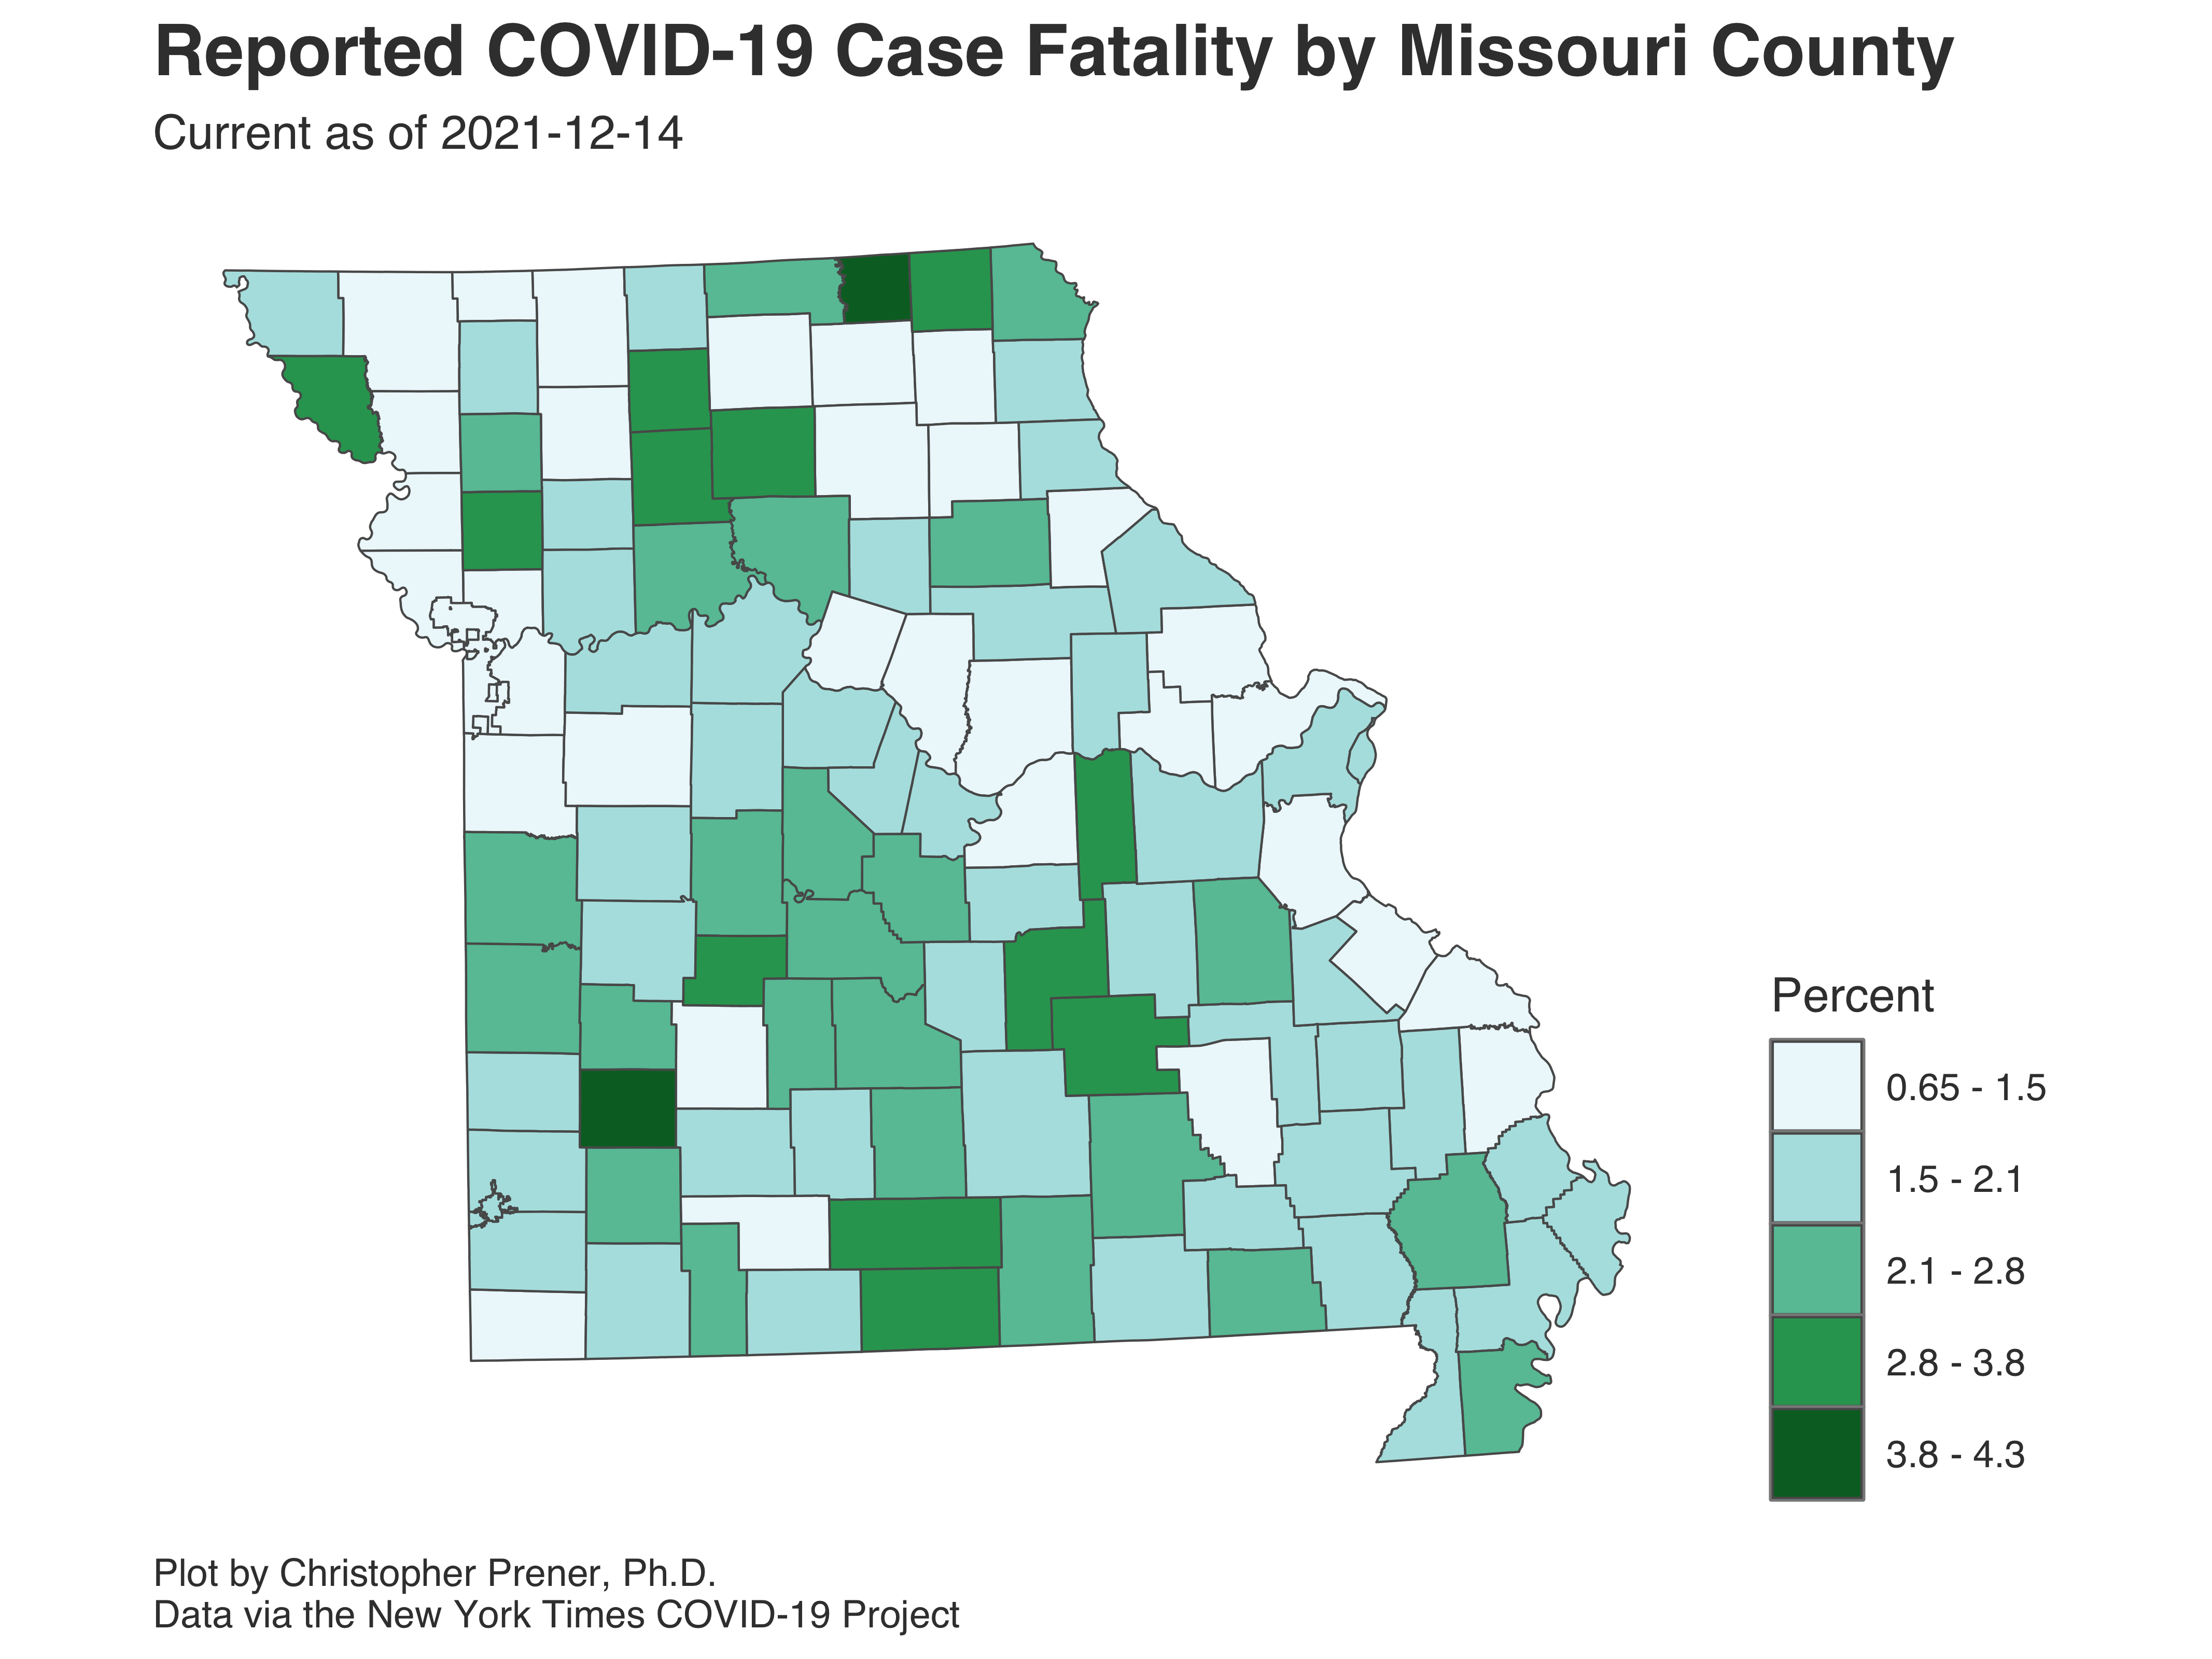 Reported COVID-19 Case Fatality by Missouri County
Current as of 2021-12-14
Percent
0.65 - 1.5
1.5 - 2.1
2.1 - 2.8
2.8 - 3.8
3.8 - 4.3
Plot by Christopher Prener, Ph.D.
Data via the New York Times COVID-19 Project